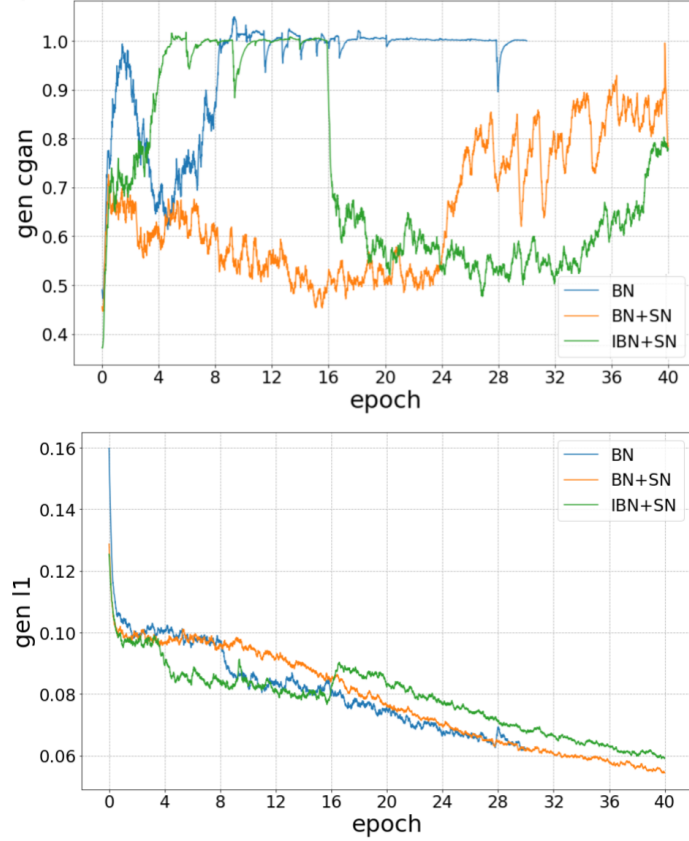 gen cgan
1.0
0.9
0.8
0.7
0.6
0.5
0.4
BN
BN+SN
IBN+SN
0 4 8 12 16 20 24 28 32 36 40
epoch
gen l1
0.16
0.14
0.12
0.10
0.08
0.06
BN
BN+SN
IBN+SN
0 4 8 12 16 20 24 28 32 36 40
epoch